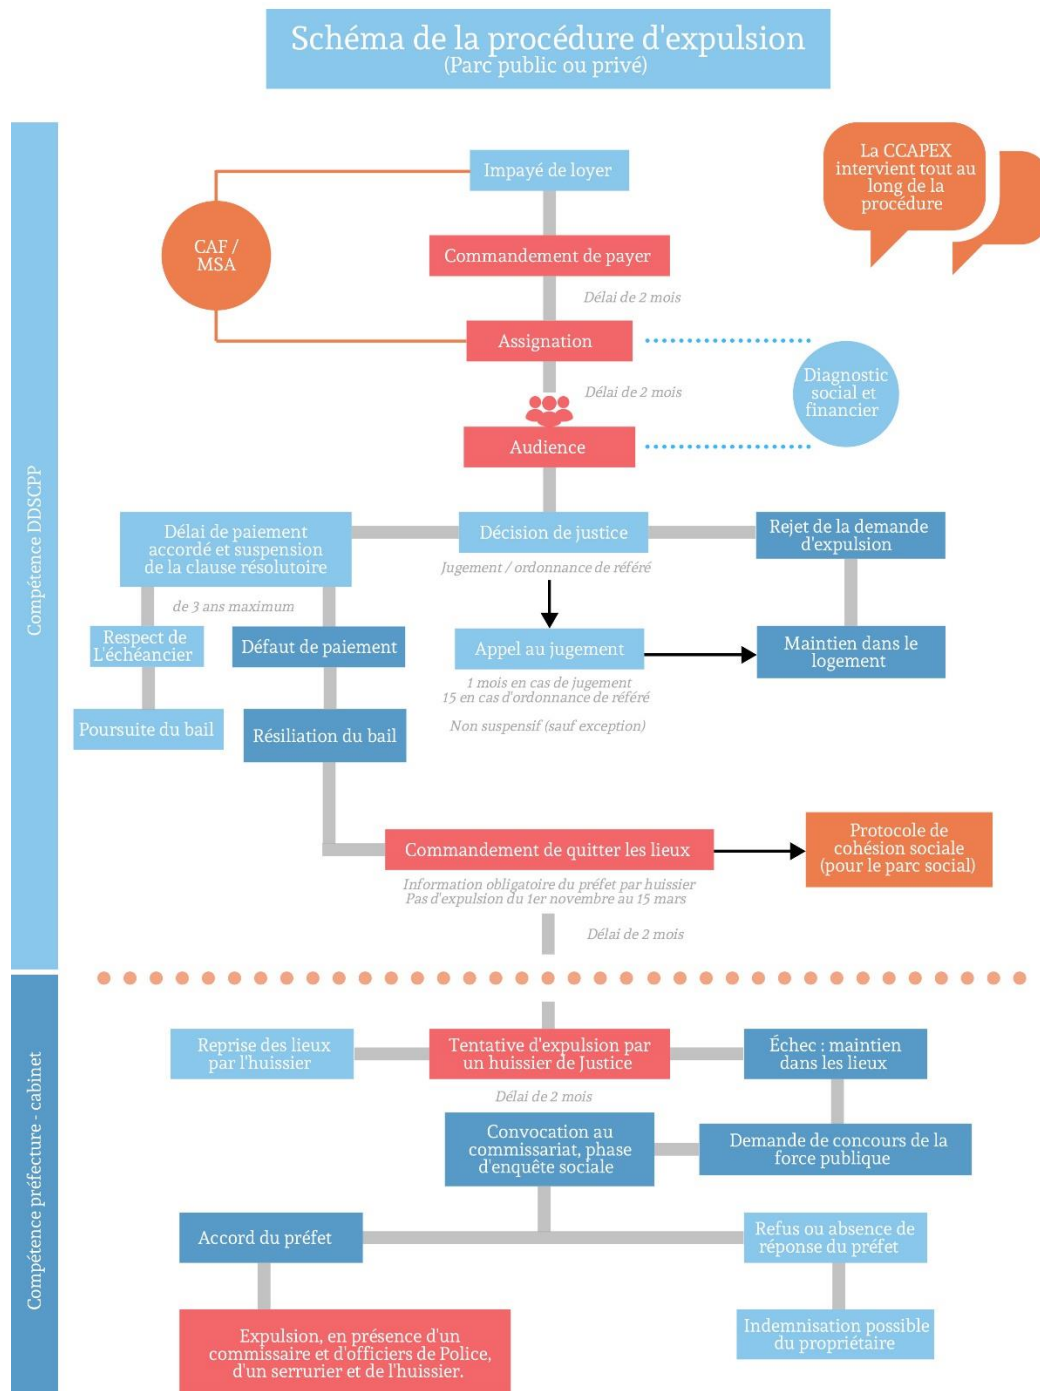 Schéma de la procédure d'expulsion
(Parc public ou privé)
Compétence DDSCPP
La CCAPEX
intervient tout au
long de la
procédure
Impayé de loyer
CAF /
MSA
Commandement de payer
Délai de 2 mois
Assignation
Diagnostic
social et
financier
Délai de 2 mois
Audience
Délai de paiement
accordé et suspension
de la clause résolutoire
Décision de justice
Rejet de la demande
d'expulsion
Jugement / ordonnance de référé
de 3 ans maximum
Respect de
L'échéancier
Défaut de paiement
Appel au jugement
Maintien dans le
logement
1 mois en cas de jugement
15 en cas d'ordonnance de référé
Non suspensif (sauf exception)
Poursuite du bail
Résiliation du bail
Commandement de quitter les lieux
Protocole de
cohésion sociale
(pour le parc social)
Information obligatoire du préfet par huissier
Pas d'expulsion du 1er novembre au 15 mars
Délai de 2 mois
Compétence préfecture - cabinet
Reprise des lieux
par l'huissier
Tentative d'expulsion par
un huissier de Justice
Échec : maintien
dans les lieux
Délai de 2 mois
Convocation au
commissariat, phase
d'enquête sociale
Demande de concours de la
force publique
Accord du préfet
Refus ou absence de
réponse du préfet
Expulsion, en présence d'un
commissaire et d'officiers de Police,
d'un serrurier et de l'huissier.
Indemnisation possible
du propriétaire